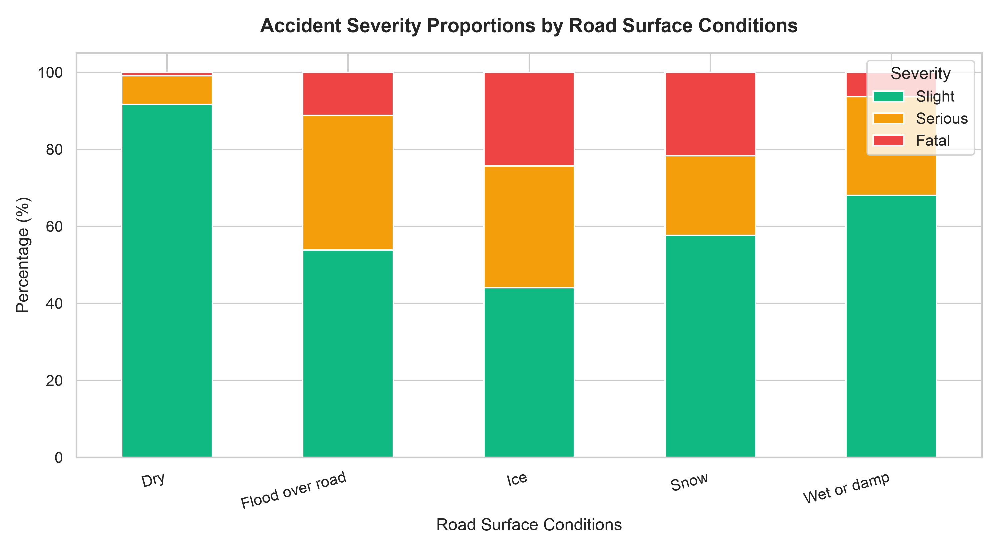 Accident Severity Proportions by Road Surface Conditions
Percentage (%)
100
80
60
40
20
0
Severity
Slight
Serious
Fatal
Dry
Flood over road
Ice
Snow
Wet or damp
Road Surface Conditions